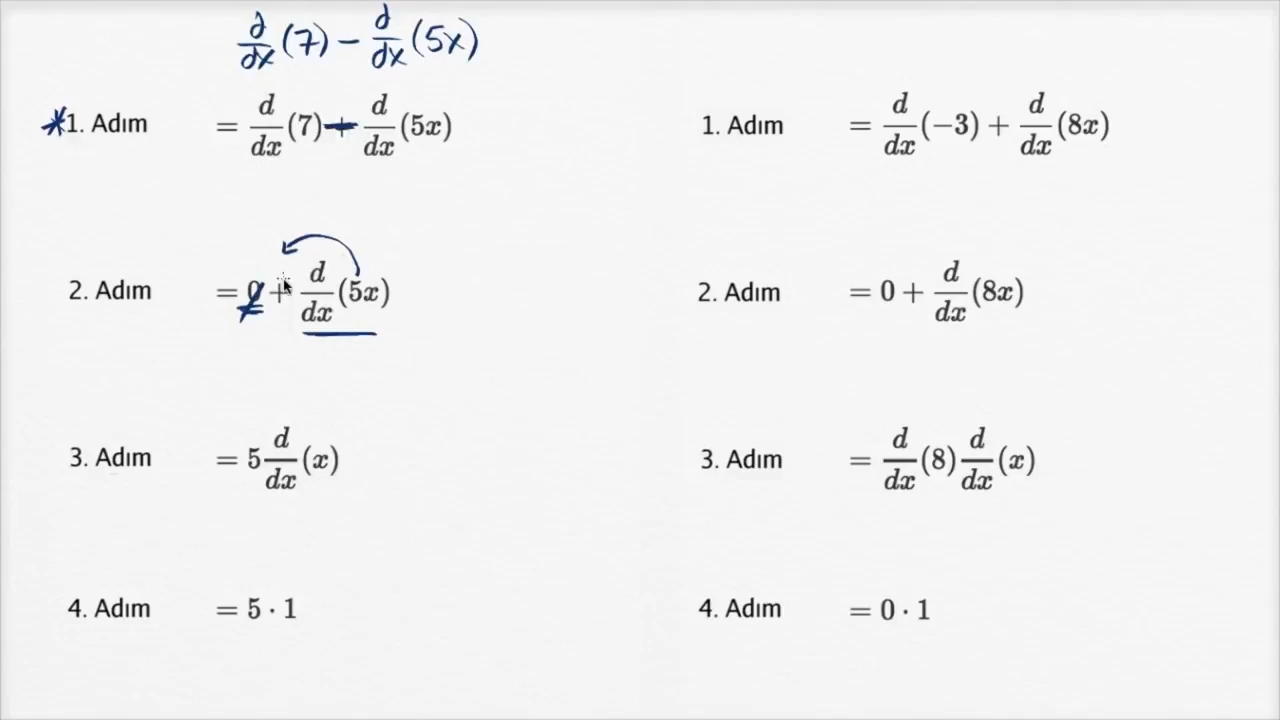 d/dx (7) − d/dx (5x)
*1. Adım = d/dx (7) + d/dx (5x)
2. Adım = 0 + d/dx (5x)
3. Adım = 5 d/dx (x)
4. Adım = 5 · 1
1. Adım = d/dx (−3) + d/dx (8x)
2. Adım = 0 + d/dx (8x)
3. Adım = d/dx (8) d/dx (x)
4. Adım = 0 · 1